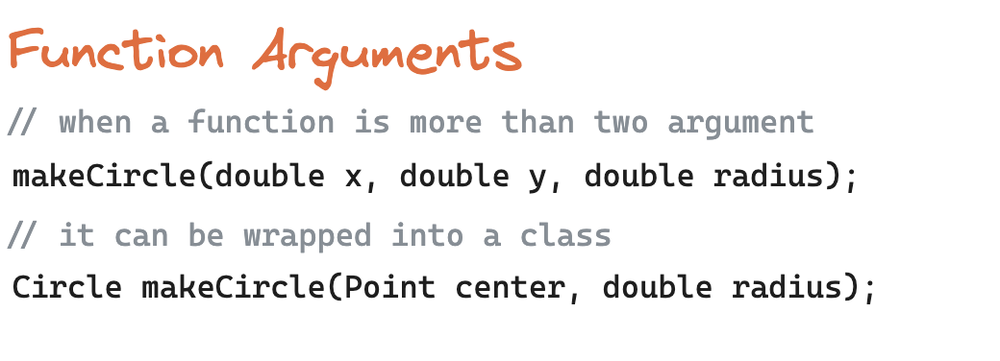 Function Arguments
// when a function is more than two argument
makeCircle(double x, double y, double radius);
// it can be wrapped into a class
Circle makeCircle(Point center, double radius);